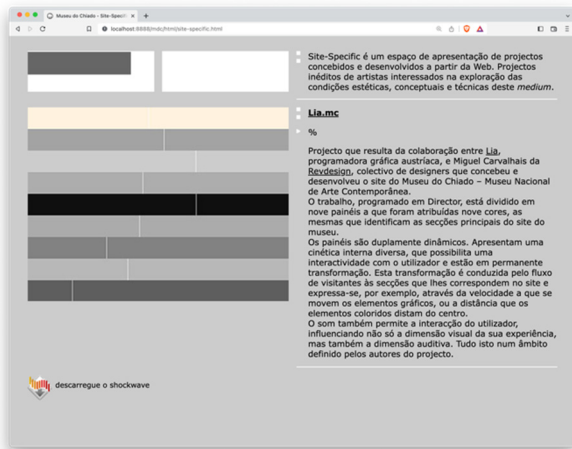 Museu do Chiado - Site-Specifi
localhost:8888/mdc/html/site-specific.html
Site-Specific é um espaço de apresentação de projectos
concebidos e desenvolvidos a partir da Web. Projectos
inéditos de artistas interessados na exploração das
condições estéticas, conceptuais e técnicas deste medium.
Lia.mc
%
Projecto que resulta da colaboração entre Lia,
programadora gráfica austríaca, e Miguel Carvalhais da
Revdesign, colectivo de designers que concebeu e
desenvolveu o site do Museu do Chiado – Museu Nacional
de Arte Contemporânea.
O trabalho, programado em Director, está dividido em
nove painéis a que foram atribuídas nove cores, as
mesmas que identificam as secções principais do site do
museu.
Os painéis são duplamente dinâmicos. Apresentam uma
cinética interna diversa, que possibilita uma
interactividade com o utilizador e estão em permanente
transformação. Esta transformação é conduzida pelo fluxo
de visitantes às secções que lhes correspondem no site e
expressa-se, por exemplo, através da velocidade a que se
movem os elementos gráficos, ou a distância que os
elementos coloridos distam do centro.
O som também permite a interacção do utilizador,
influenciando não só a dimensão visual da sua experiência,
mas também a dimensão auditiva. Tudo isto num âmbito
definido pelos autores do projecto.
descarregue o shockwave